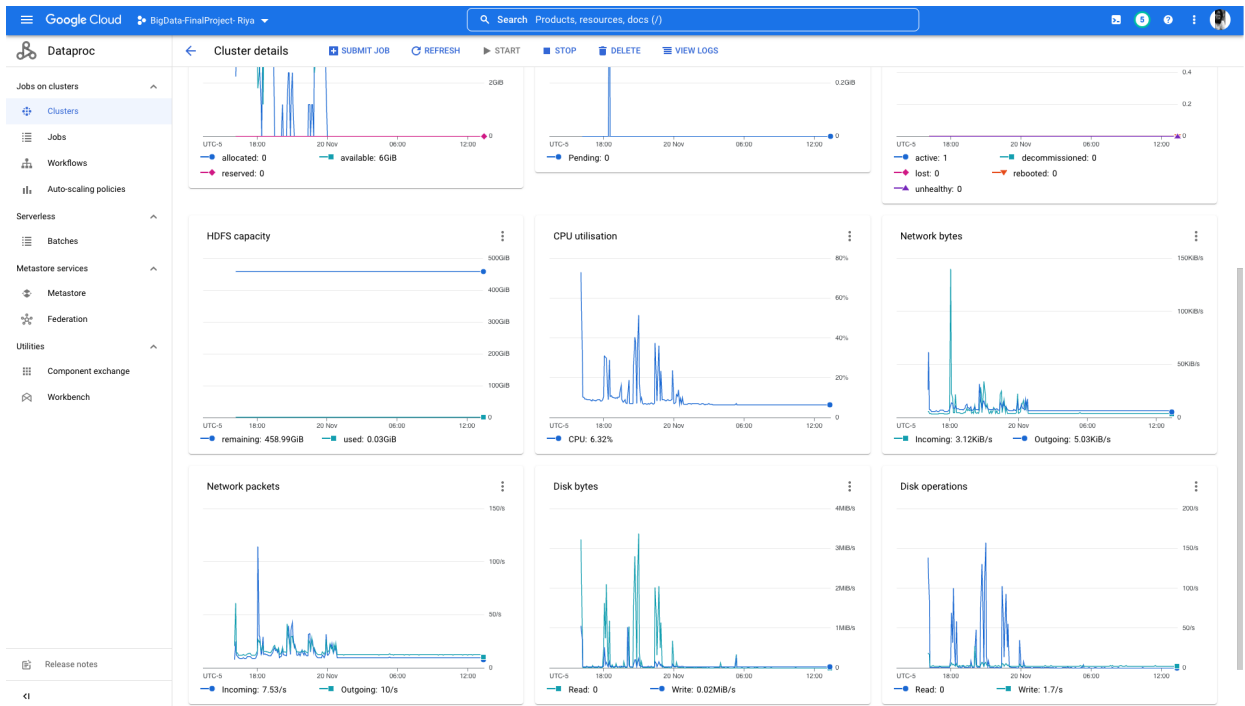 Google Cloud BigData-FinalProject- Riya Search Products, resources, docs (/) 5
Dataproc Cluster details SUBMIT JOB REFRESH START STOP DELETE VIEW LOGS
Jobs on clusters
Clusters
Jobs
Workflows
Auto-scaling policies
Serverless
Batches
Metastore services
Metastore
Federation
Utilities
Component exchange
Workbench
Release notes
2GiB
0
UTC-5 18:00 20 Nov 06:00 12:00
allocated: 0 available: 6GiB
reserved: 0
0.2GiB
0
UTC-5 18:00 20 Nov 06:00 12:00
Pending: 0
0.4
0.2
0
UTC-5 18:00 20 Nov 06:00 12:00
active: 1 decommissioned: 0
lost: 0 rebooted: 0
unhealthy: 0
HDFS capacity
500GiB
400GiB
300GiB
200GiB
100GiB
0
UTC-5 18:00 20 Nov 06:00 12:00
remaining: 458.99GiB used: 0.03GiB
CPU utilisation
80%
60%
40%
20%
0
UTC-5 18:00 20 Nov 06:00 12:00
CPU: 6.32%
Network bytes
150KiB/s
100KiB/s
50KiB/s
0
UTC-5 18:00 20 Nov 06:00 12:00
Incoming: 3.12KiB/s Outgoing: 5.03KiB/s
Network packets
150/s
100/s
50/s
0
UTC-5 18:00 20 Nov 06:00 12:00
Incoming: 7.53/s Outgoing: 10/s
Disk bytes
4MiB/s
3MiB/s
2MiB/s
1MiB/s
0
UTC-5 18:00 20 Nov 06:00 12:00
Read: 0 Write: 0.02MiB/s
Disk operations
200/s
150/s
100/s
50/s
0
UTC-5 18:00 20 Nov 06:00 12:00
Read: 0 Write: 1.7/s